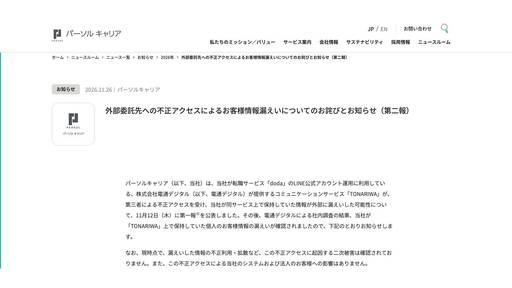 PERSOL パーソル キャリア
JP / EN お問い合わせ
私たちのミッション／バリュー サービス案内 会社情報 サステナビリティ 採用情報 ニュースルーム
ホーム ニュースルーム ニュース一覧 お知らせ 2026年 外部委託先への不正アクセスによるお客様情報漏えいについてのお詫びとお知らせ（第二報）
お知らせ 2026.11.26 | パーソルキャリア
外部委託先への不正アクセスによるお客様情報漏えいについてのお詫びとお知らせ（第二報）
PERSOL
パーソル キャリア
パーソルキャリア（以下、当社）は、当社が転職サービス「doda」のLINE公式アカウント運用に利用してい
る、株式会社電通デジタル（以下、電通デジタル）が提供するコミュニケーションサービス「TONARIWA」が、
第三者による不正アクセスを受け、当社が同サービス上で保持していた情報が外部に漏えいした可能性につい
て、11月12日（木）に第一報
を公表しました。その後、電通デジタルによる社内調査の結果、当社が
「TONARIWA」上で保持していた個人のお客様情報の漏えいが確認されましたので、下記のとおりお知らせしま
す。
なお、現時点で、漏えいした情報の不正利用・拡散など、この不正アクセスに起因する二次被害は確認されて
おりません。また、この不正アクセスによる当社のシステムおよび法人のお客様への影響はありません。